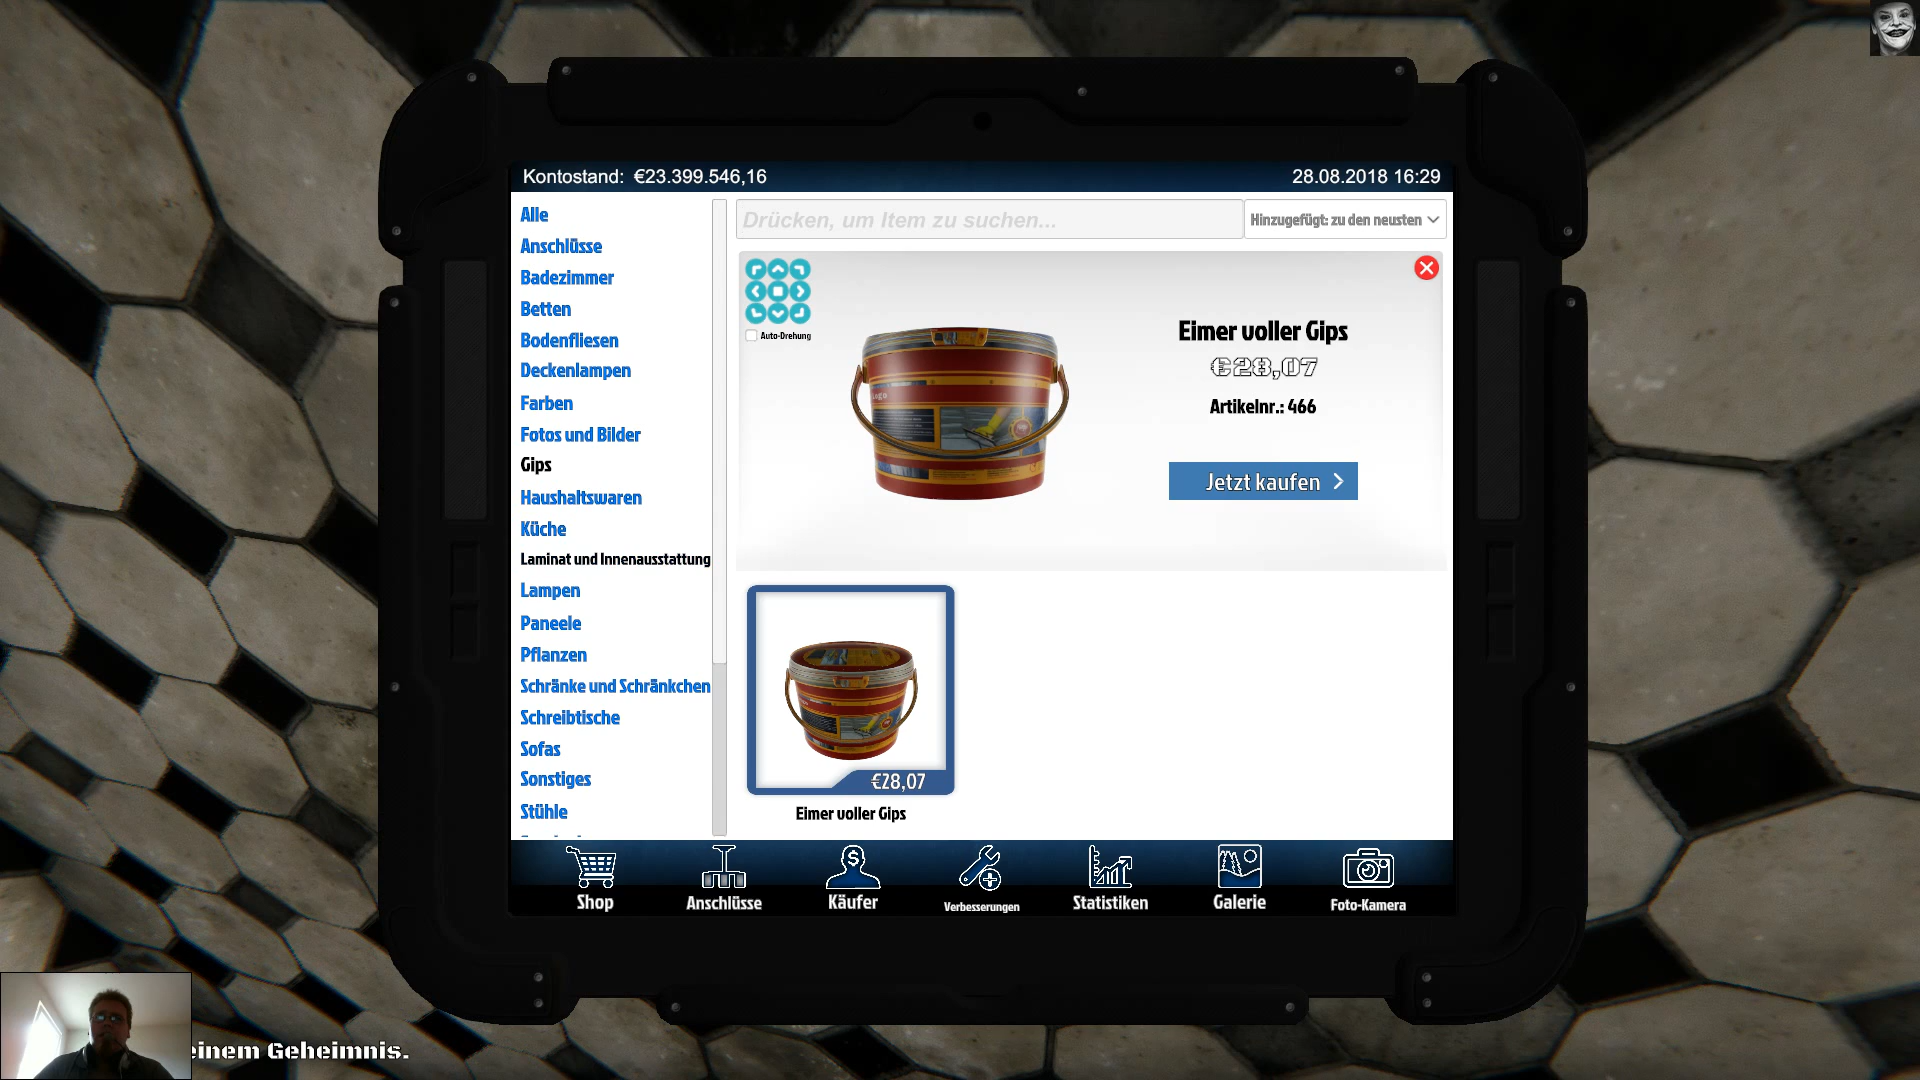 Kontostand: €23.399.546,16
28.08.2018 16:29
Alle
Anschlüsse
Badezimmer
Betten
Bodenfliesen
Deckenlampen
Farben
Fotos und Bilder
Gips
Haushaltswaren
Küche
Laminat und Innenausstattung
Lampen
Paneele
Pflanzen
Schränke und Schränkchen
Schreibtische
Sofas
Sonstiges
Stühle
Drücken, um Item zu suchen...
Hinzugefügt: zu den neusten
Auto-Drehung
Eimer voller Gips
€28,07
Artikelnr.: 466
Jetzt kaufen
€28,07
Eimer voller Gips
Shop
Anschlüsse
Käufer
Verbesserungen
Statistiken
Galerie
Foto-Kamera
einem Geheimnis.